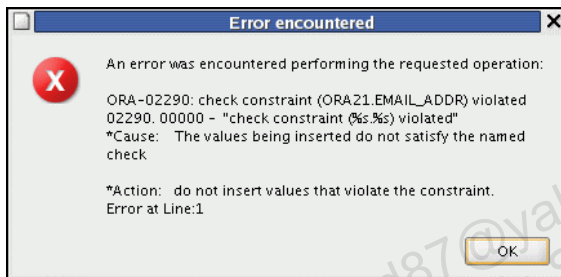 Error encountered
An error was encountered performing the requested operation:
ORA-02290: check constraint (ORA21.EMAIL_ADDR) violated
02290. 00000 - "check constraint (%s.%s) violated"
*Cause: The values being inserted do not satisfy the named
check
*Action: do not insert values that violate the constraint.
Error at Line:1
OK